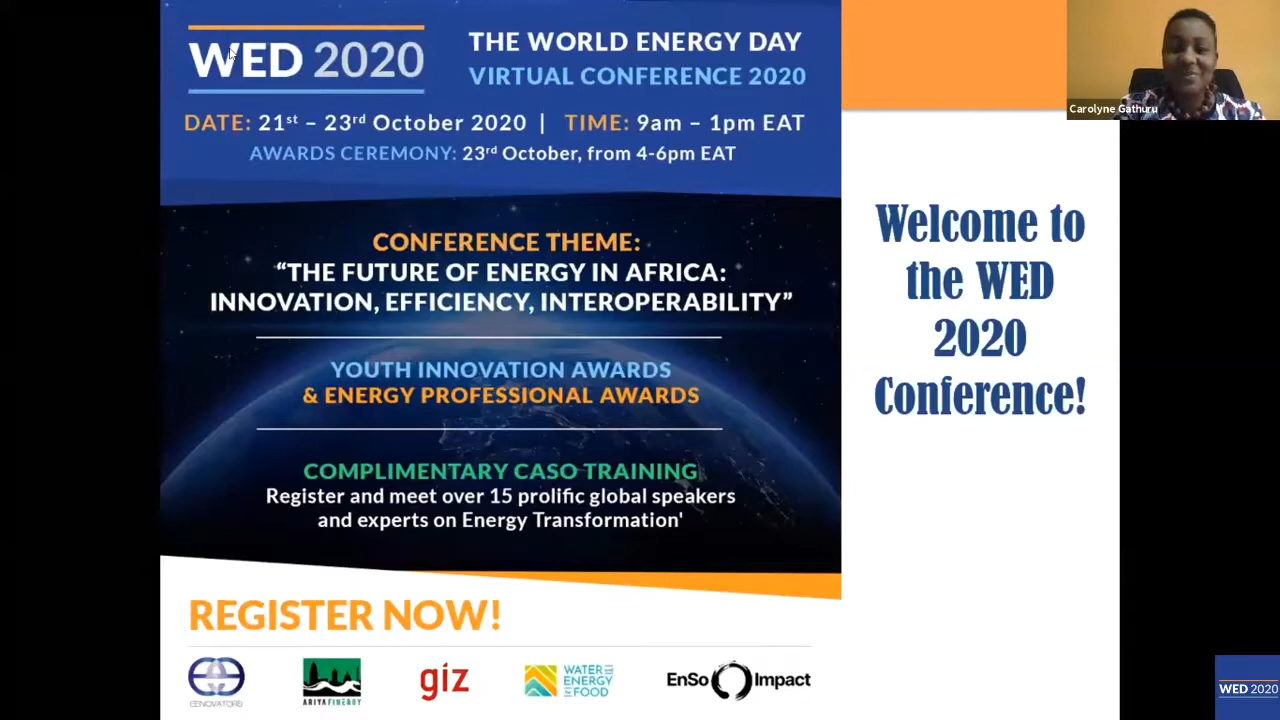 WED 2020
THE WORLD ENERGY DAY
VIRTUAL CONFERENCE 2020
DATE: 21st – 23rd October 2020 | TIME: 9am – 1pm EAT
AWARDS CEREMONY: 23rd October, from 4-6pm EAT
CONFERENCE THEME:
“THE FUTURE OF ENERGY IN AFRICA:
INNOVATION, EFFICIENCY, INTEROPERABILITY”
YOUTH INNOVATION AWARDS
& ENERGY PROFESSIONAL AWARDS
COMPLIMENTARY CASO TRAINING
Register and meet over 15 prolific global speakers
and experts on Energy Transformation'
REGISTER NOW!
EENOVATORS
ARIYA FINERGY
giz
WATER
ENERGY
FOOD
EnSo Impact
Carolyne Gathuru
Welcome to
the WED
2020
Conference!
WED 2020